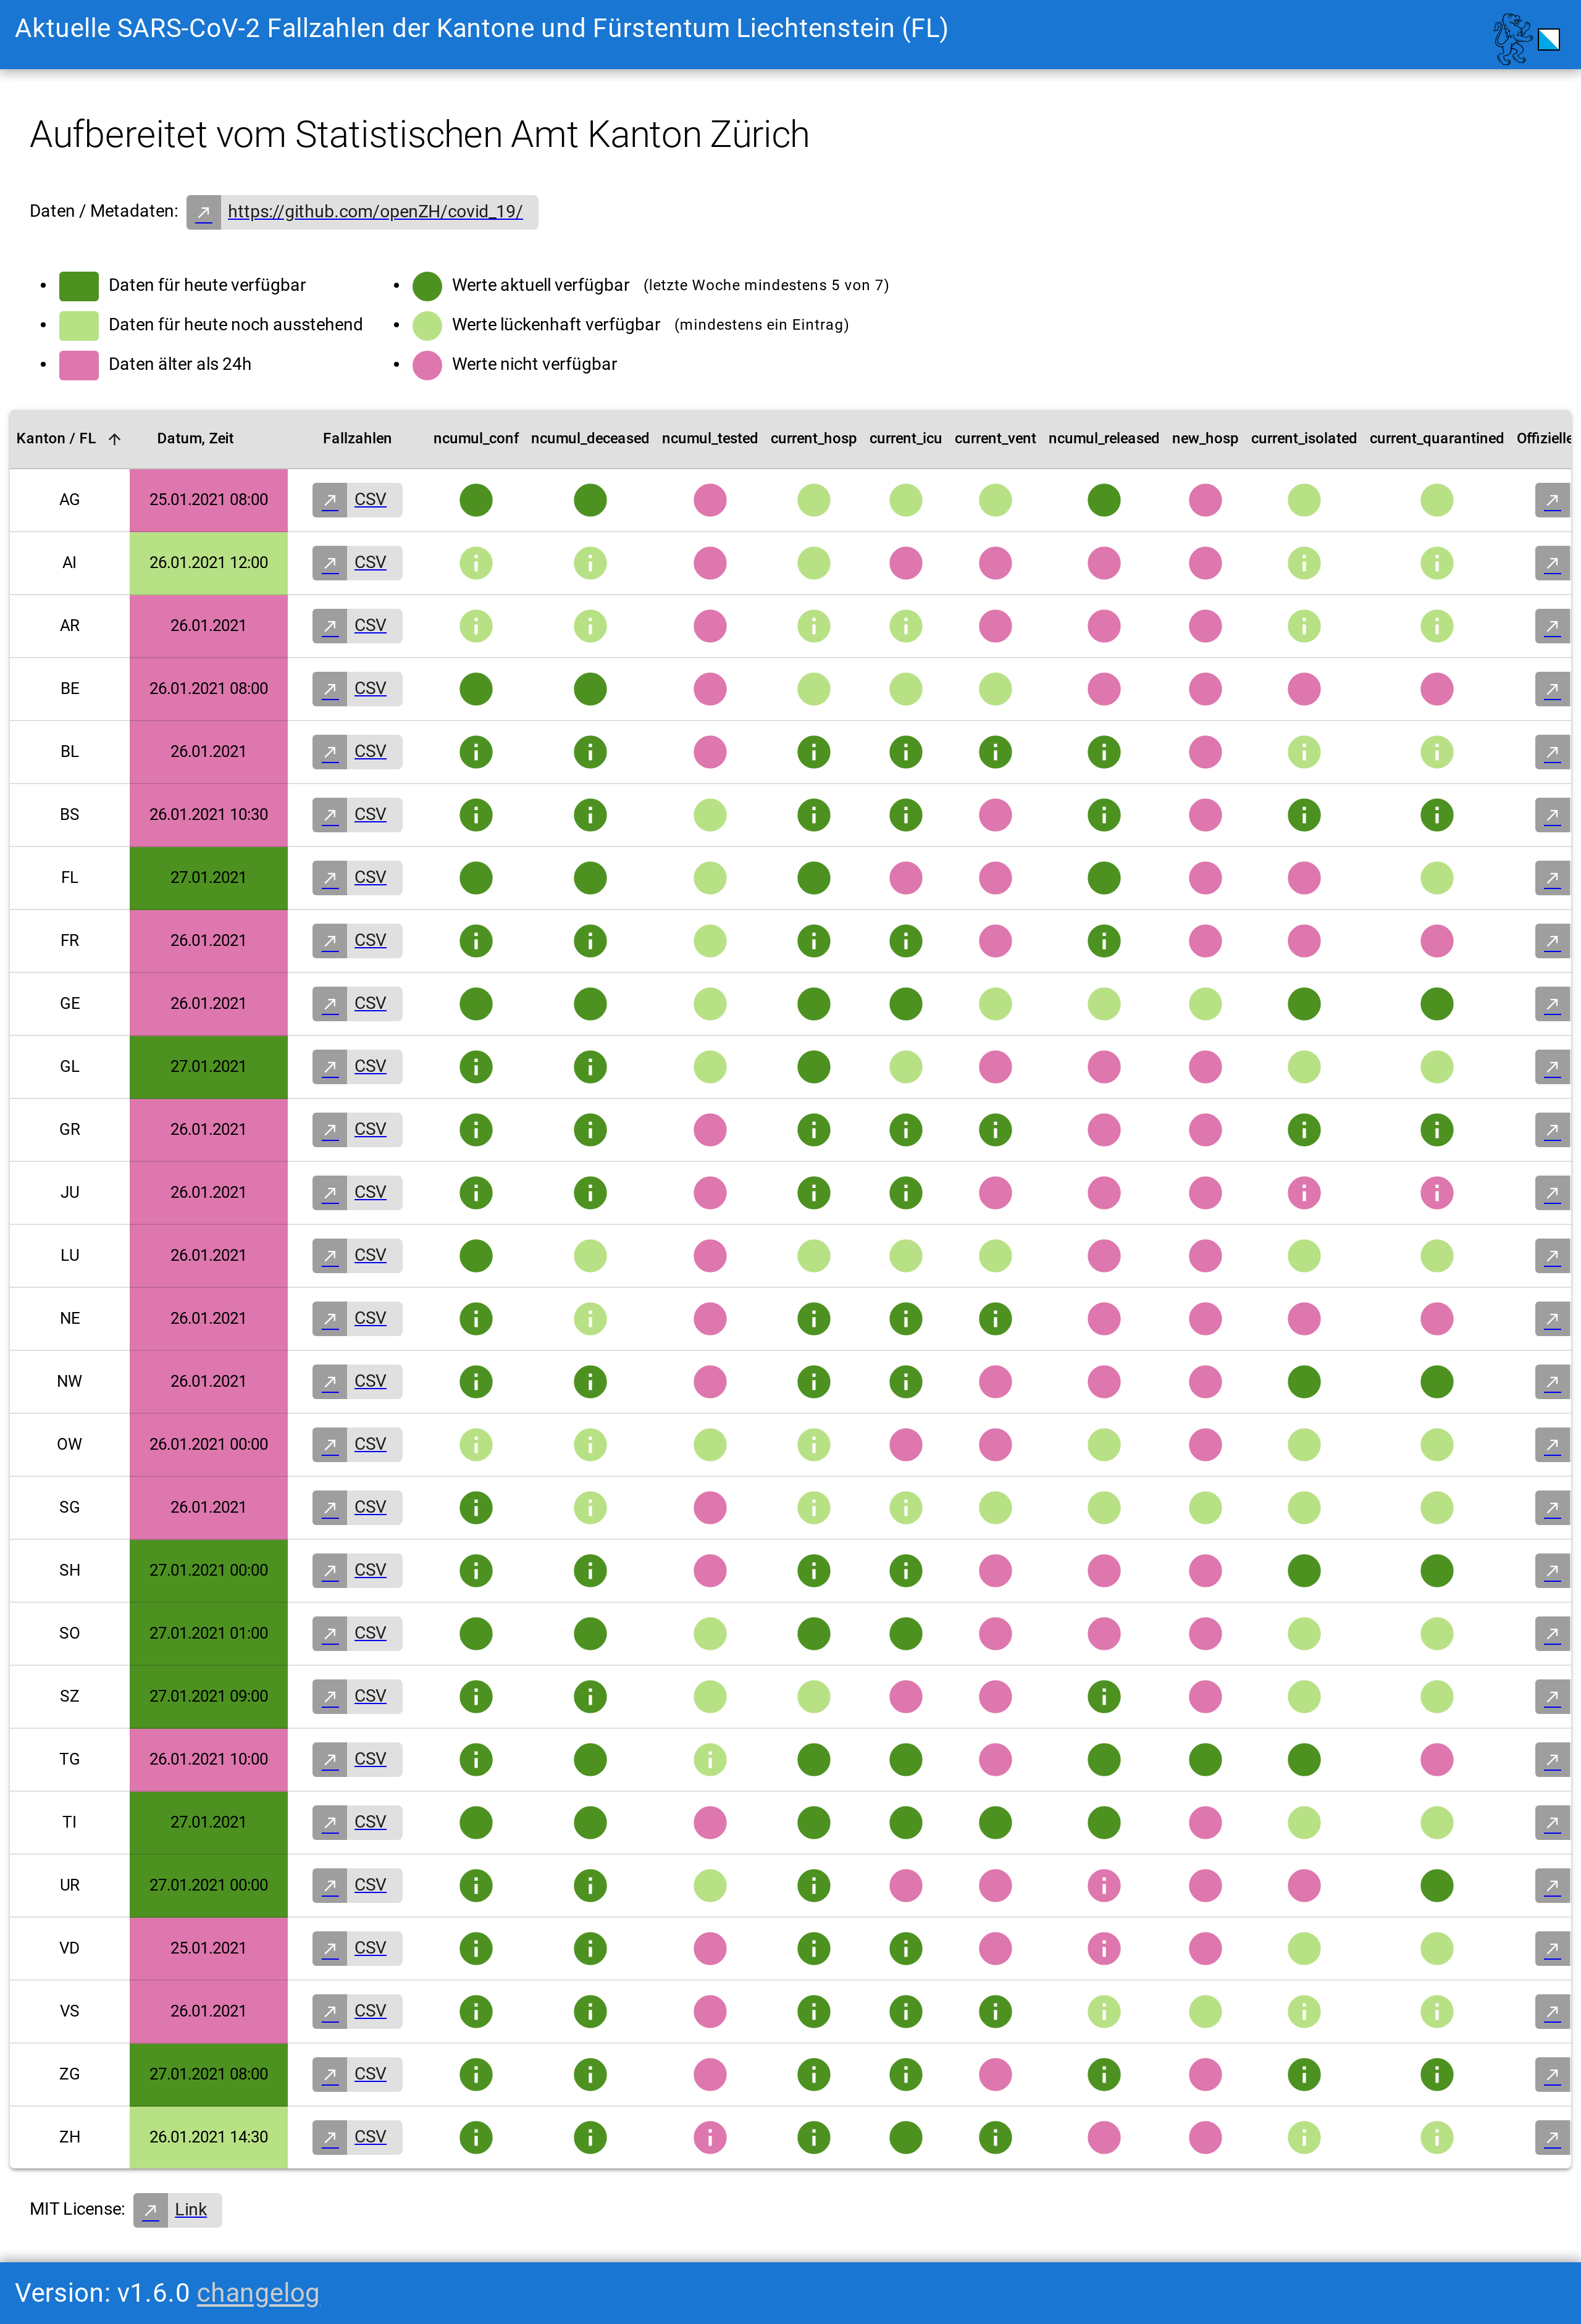 Aktuelle SARS-CoV-2 Fallzahlen der Kantone und Fürstentum Liechtenstein (FL)
Aufbereitet vom Statistischen Amt Kanton Zürich
Daten / Metadaten: https://github.com/openZH/covid_19/
Daten für heute verfügbar
Daten für heute noch ausstehend
Daten älter als 24h
Werte aktuell verfügbar (letzte Woche mindestens 5 von 7)
Werte lückenhaft verfügbar (mindestens ein Eintrag)
Werte nicht verfügbar
Kanton / FL Datum, Zeit Fallzahlen ncumul_conf ncumul_deceased ncumul_tested current_hosp current_icu current_vent ncumul_released new_hosp current_isolated current_quarantined Offizielle
AG 25.01.2021 08:00 CSV
AI 26.01.2021 12:00 CSV
AR 26.01.2021 CSV
BE 26.01.2021 08:00 CSV
BL 26.01.2021 CSV
BS 26.01.2021 10:30 CSV
FL 27.01.2021 CSV
FR 26.01.2021 CSV
GE 26.01.2021 CSV
GL 27.01.2021 CSV
GR 26.01.2021 CSV
JU 26.01.2021 CSV
LU 26.01.2021 CSV
NE 26.01.2021 CSV
NW 26.01.2021 CSV
OW 26.01.2021 00:00 CSV
SG 26.01.2021 CSV
SH 27.01.2021 00:00 CSV
SO 27.01.2021 01:00 CSV
SZ 27.01.2021 09:00 CSV
TG 26.01.2021 10:00 CSV
TI 27.01.2021 CSV
UR 27.01.2021 00:00 CSV
VD 25.01.2021 CSV
VS 26.01.2021 CSV
ZG 27.01.2021 08:00 CSV
ZH 26.01.2021 14:30 CSV
MIT License: Link
Version: v1.6.0 changelog